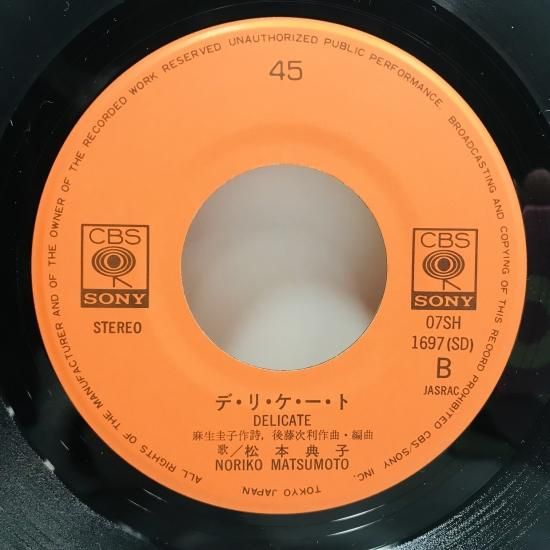 ALL RIGHTS OF THE MANUFACTURER AND OF THE OWNER OF THE RECORDED WORK RESERVED UNAUTHORIZED PUBLIC PERFORMANCE. BROADCASTING AND COPYING OF THIS RECORD PROHIBITED CBS/SONY INC. TOKYO JAPAN
45
CBS
SONY
STEREO
CBS
SONY
07SH
1697(SD)
B
JASRAC
デ・リ・ケ・ー・ト
DELICATE
麻生圭子作詩, 後藤次利作曲・編曲
歌/松本典子
NORIKO MATSUMOTO